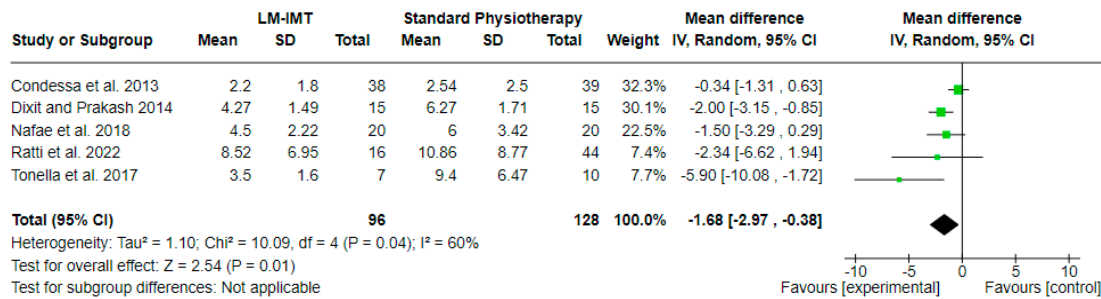 LM-IMT Standard Physiotherapy Mean difference Mean difference
Study or Subgroup Mean SD Total Mean SD Total Weight IV, Random, 95% CI IV, Random, 95% CI
Condessa et al. 2013 2.2 1.8 38 2.54 2.5 39 32.3% -0.34 [-1.31 , 0.63]
Dixit and Prakash 2014 4.27 1.49 15 6.27 1.71 15 30.1% -2.00 [-3.15 , -0.85]
Nafae et al. 2018 4.5 2.22 20 6 3.42 20 22.5% -1.50 [-3.29 , 0.29]
Ratti et al. 2022 8.52 6.95 16 10.86 8.77 44 7.4% -2.34 [-6.62 , 1.94]
Tonella et al. 2017 3.5 1.6 7 9.4 6.47 10 7.7% -5.90 [-10.08 , -1.72]
Total (95% CI) 96 128 100.0% -1.68 [-2.97 , -0.38]
Heterogeneity: Tau² = 1.10; Chi² = 10.09, df = 4 (P = 0.04); I² = 60%
Test for overall effect: Z = 2.54 (P = 0.01)
Test for subgroup differences: Not applicable
-10 -5 0 5 10
Favours [experimental] Favours [control]